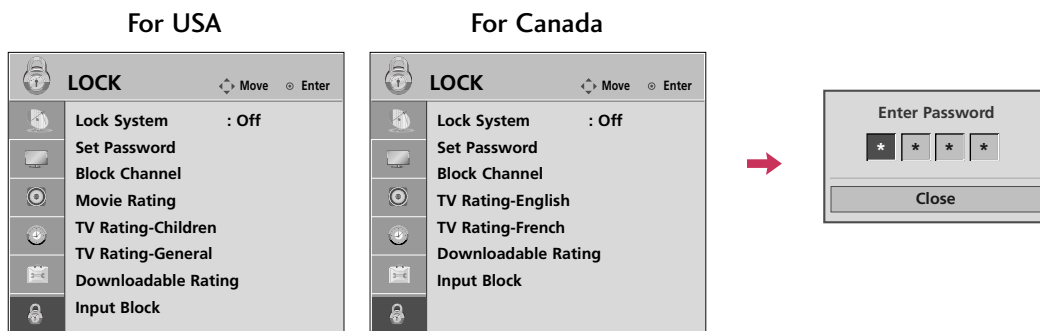 For USA
LOCK
Move Enter
Lock System : Off
Set Password
Block Channel
Movie Rating
TV Rating-Children
TV Rating-General
Downloadable Rating
Input Block
For Canada
LOCK
Move Enter
Lock System : Off
Set Password
Block Channel
TV Rating-English
TV Rating-French
Downloadable Rating
Input Block
Enter Password
* * * *
Close